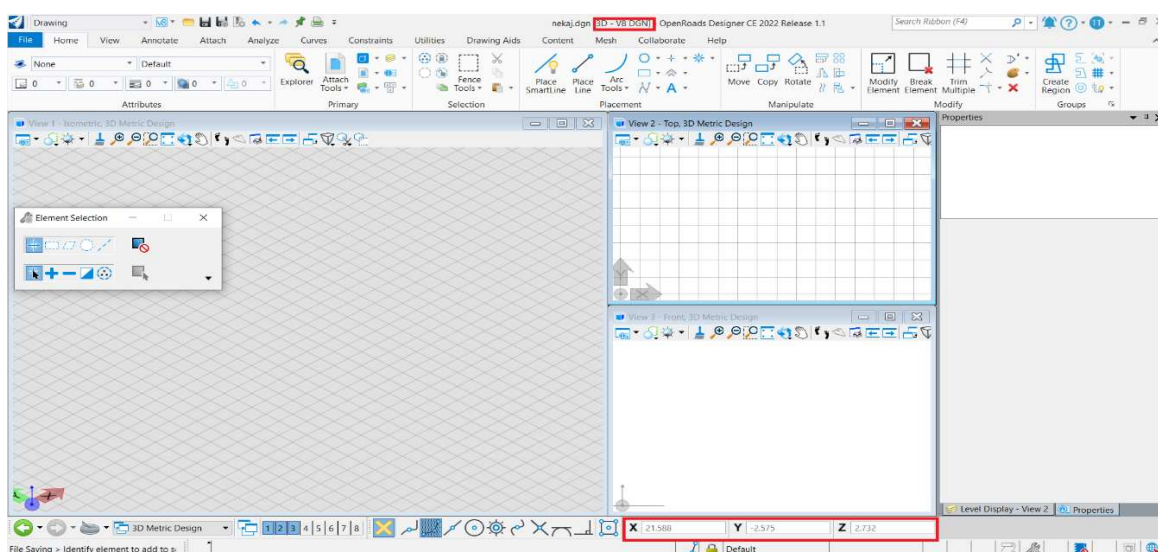 Drawing
nekaj.dgn [3D - V8 DGN] - OpenRoads Designer CE 2022 Release 1.1
Search Ribbon (F4)
File Home View Annotate Attach Analyze Curves Constraints Utilities Drawing Aids Content Mesh Collaborate Help
None
Default
0 0 0 0 0
Attributes
Explorer
Attach Tools
Primary
Fence Tools
Selection
Place SmartLine
Place Line
Arc Tools
Placement
Move Copy Rotate
Manipulate
Modify Element
Break Element
Trim Multiple
Modify
Create Region
Groups
View 1 - Isometric, 3D Metric Design
View 2 - Top, 3D Metric Design
Properties
Element Selection
View 3 - Front, 3D Metric Design
Level Display - View 2
Properties
3D Metric Design
1 2 3 4 5 6 7 8
X 21.588
Y -2.575
Z 2.732
File Saving > Identify element to add to
Default